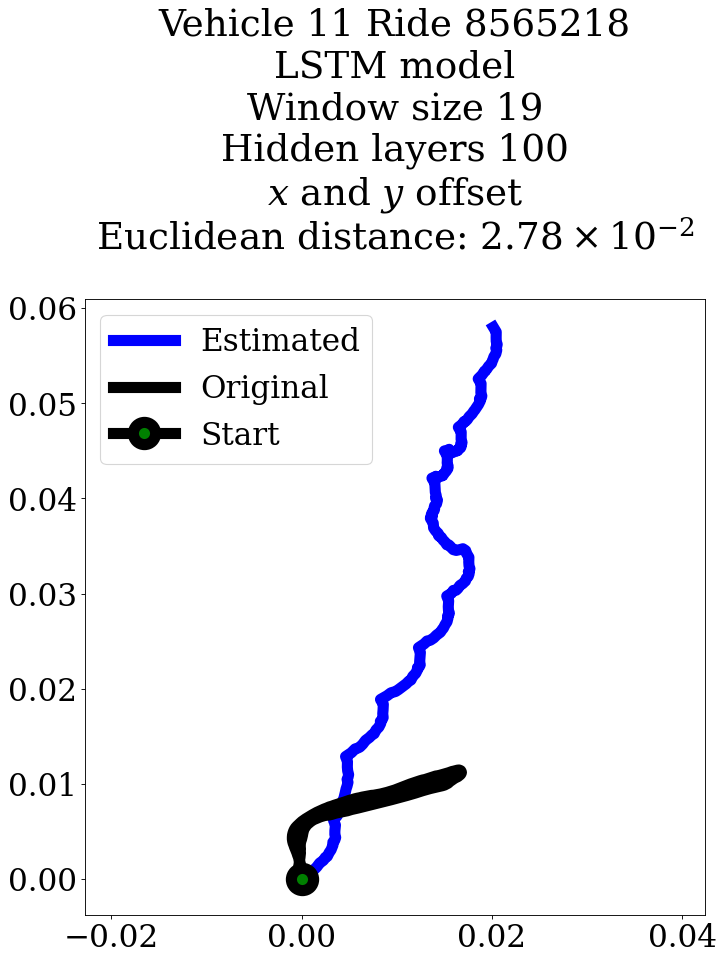 Vehicle 11 Ride 8565218
LSTM model
Window size 19
Hidden layers 100
x and y offset
Euclidean distance: 2.78 × 10⁻²
0.06
0.05
0.04
0.03
0.02
0.01
0.00
Estimated
Original
Start
−0.02 0.00 0.02 0.04